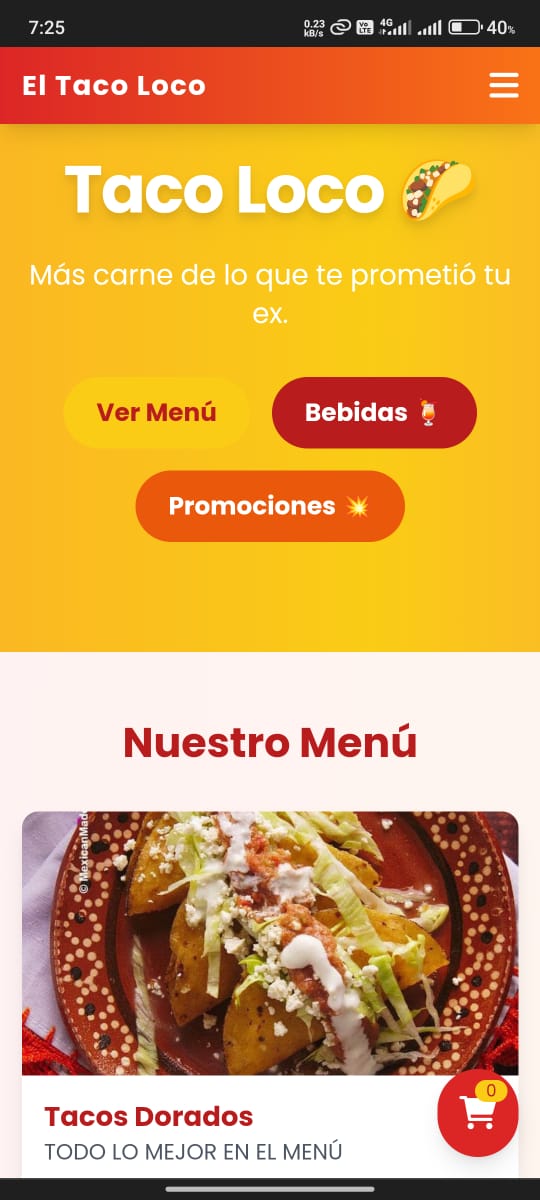 7:25
0.23
kB/s
Vo
LTE
4G
40%
El Taco Loco
Taco Loco 🌮
Más carne de lo que te prometió tu
ex.
Ver Menú
Bebidas 🍹
Promociones 💥
Nuestro Menú
Tacos Dorados
TODO LO MEJOR EN EL MENÚ
0